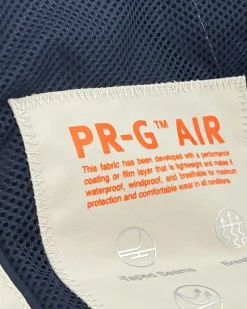 PR-G™ AIR
This fabric has been developed with a performance
coating or film layer that is lightweight and makes it
waterproof, windproof, and breathable for maximum
protection and comfortable wear in all conditions.
Taped Seams